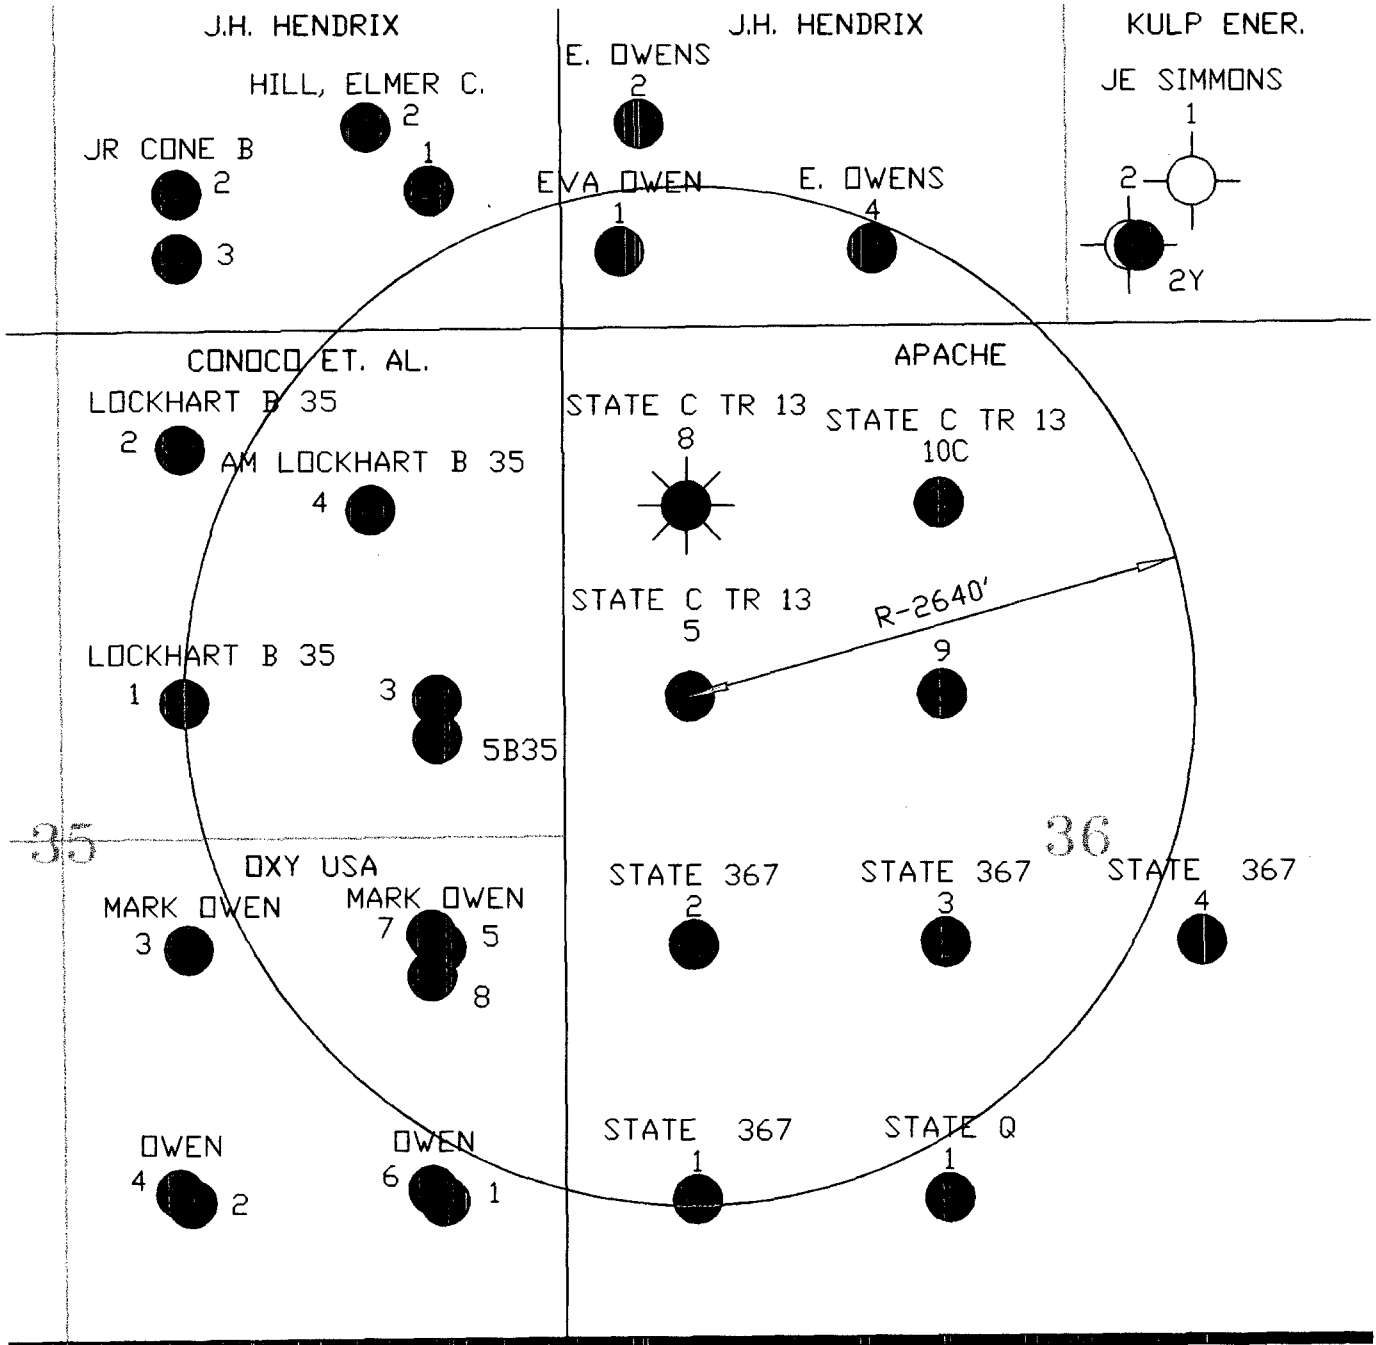 J.H. HENDRIX
J.H. HENDRIX
KULP ENER.
HILL, ELMER C.
2
1
JR CONE B
2
3
E. OWENS
2
EVA OWEN
1
E. OWENS
4
JE SIMMONS
1
2
2Y
CONOCO ET. AL.
APACHE
LOCKHART B 35
2
AM LOCKHART B 35
4
STATE C TR 13
8
STATE C TR 13
10C
STATE C TR 13
5
R-2640'
9
LOCKHART B 35
1
3
5B35
35
36
OXY USA
MARK OWEN
3
MARK OWEN
7
5
8
STATE 367
2
STATE 367
3
STATE 367
4
OWEN
4
2
OWEN
6
1
STATE 367
1
STATE Q
1